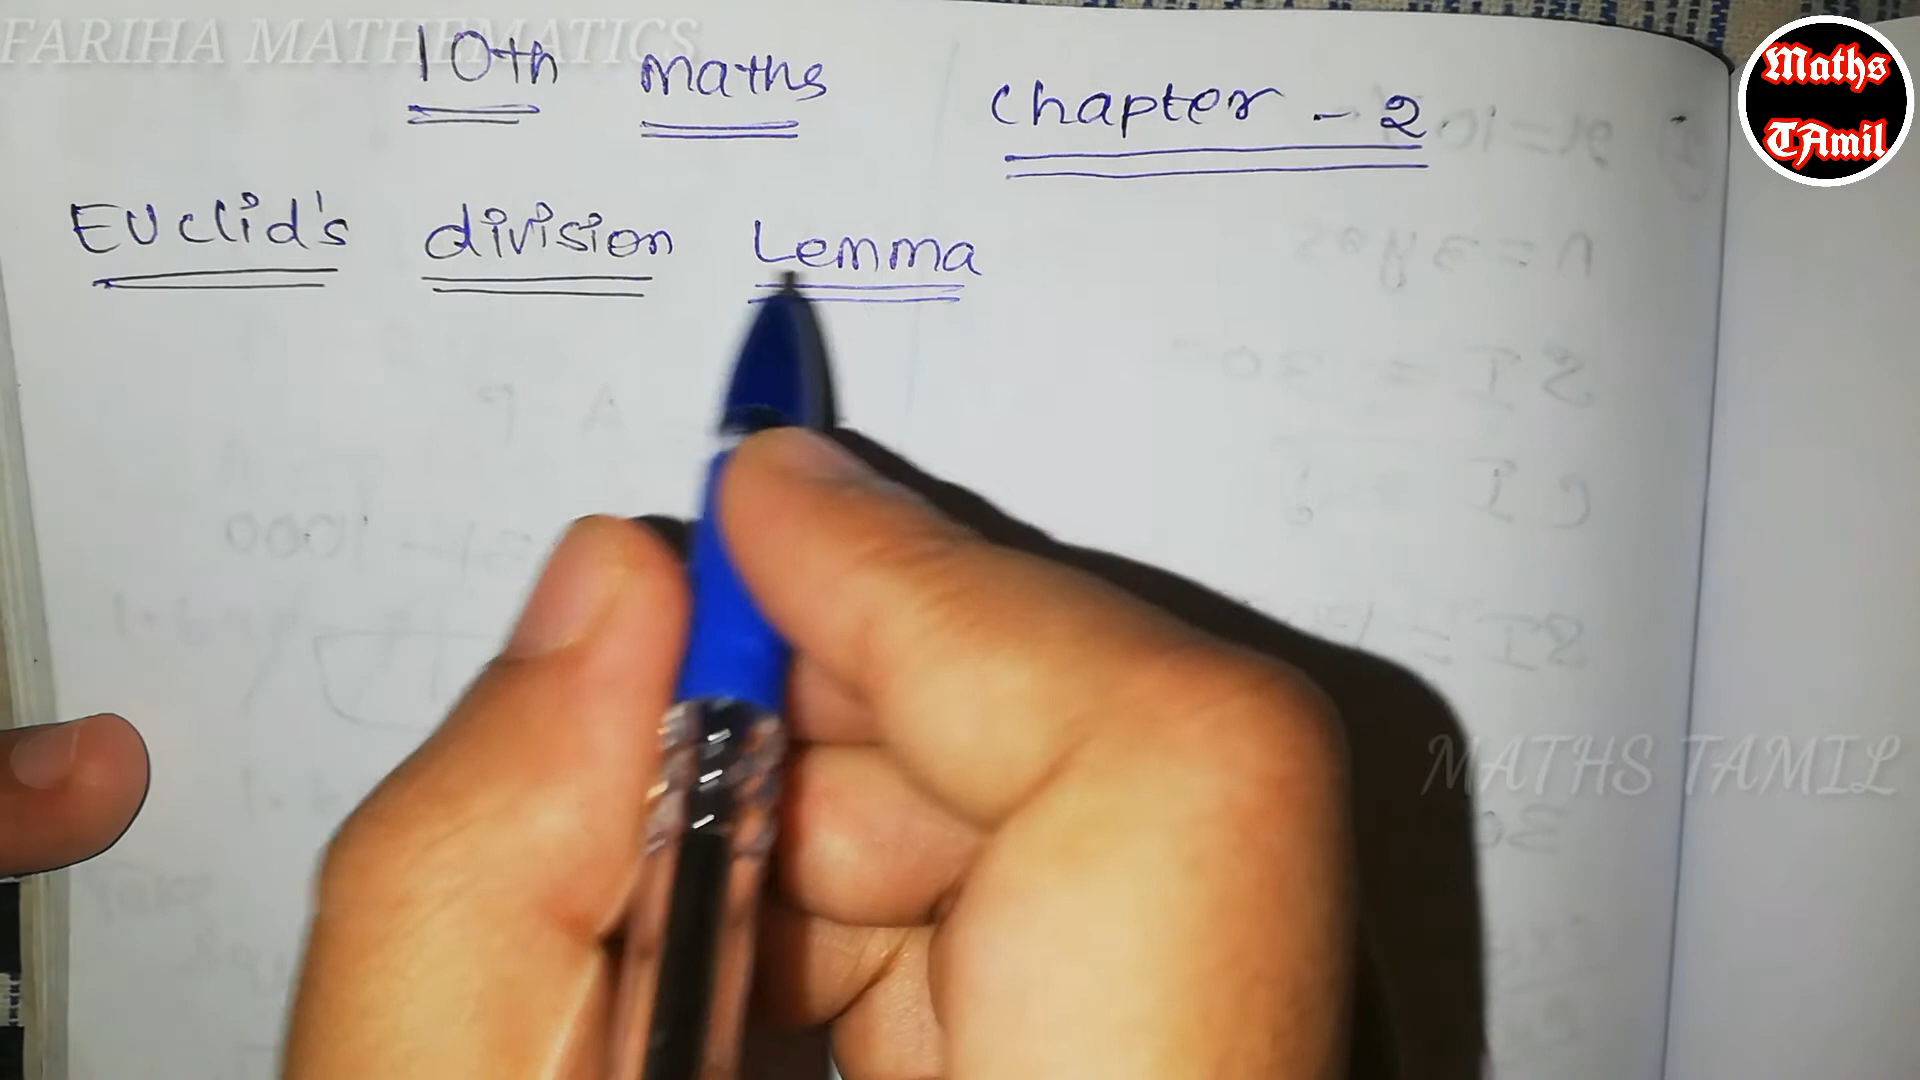 FARIHA MATHEMATICS
10th maths
Chapter - 2
Euclid's division Lemma
Maths
TAmil
MATHS TAMIL